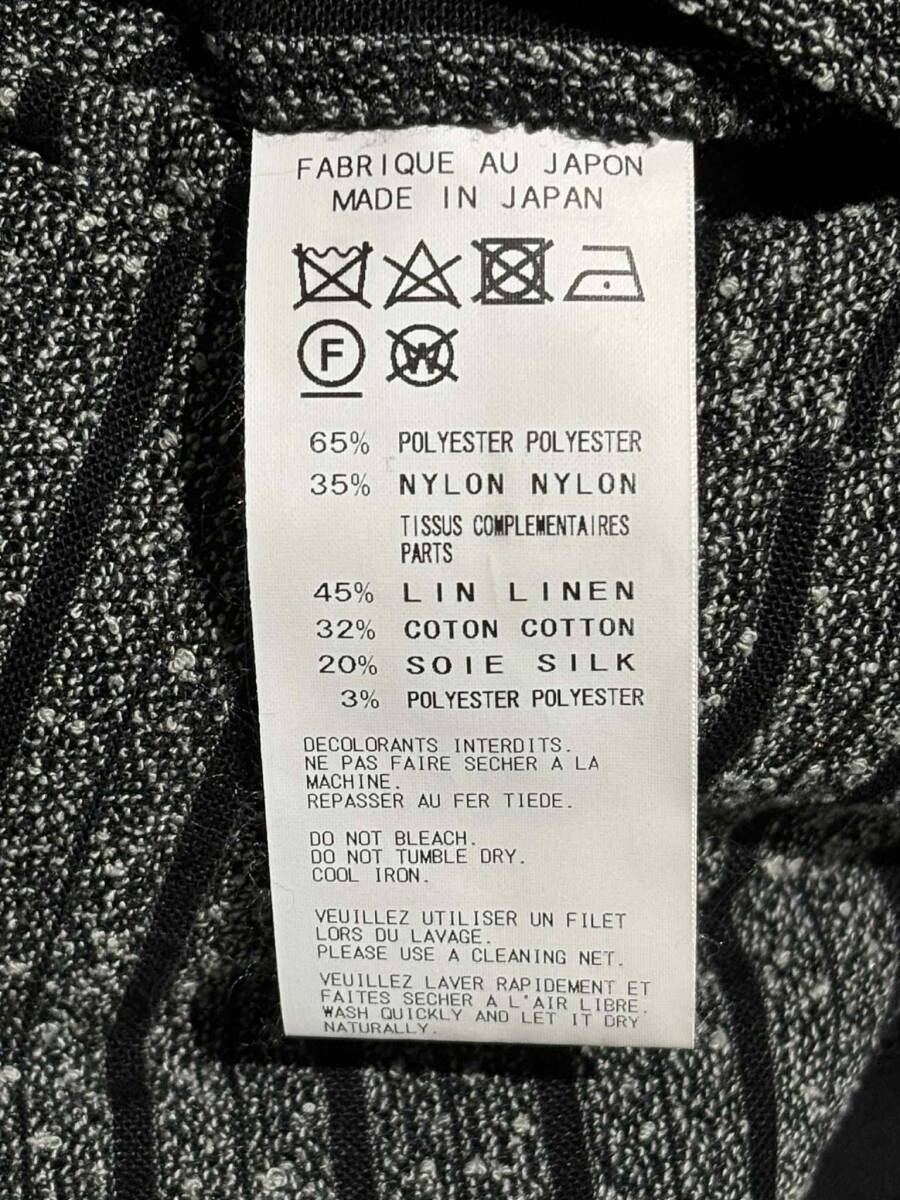 FABRIQUE AU JAPON
MADE IN JAPAN
F W
65% POLYESTER POLYESTER
35% NYLON NYLON
TISSUS COMPLEMENTAIRES
PARTS
45% LIN LINEN
32% COTON COTTON
20% SOIE SILK
3% POLYESTER POLYESTER
DECOLORANTS INTERDITS.
NE PAS FAIRE SECHER A LA
MACHINE.
REPASSER AU FER TIEDE.
DO NOT BLEACH.
DO NOT TUMBLE DRY.
COOL IRON.
VEUILLEZ UTILISER UN FILET
LORS DU LAVAGE.
PLEASE USE A CLEANING NET.
VEUILLEZ LAVER RAPIDEMENT ET
FAITES SECHER A L'AIR LIBRE.
WASH QUICKLY AND LET IT DRY
NATURALLY.